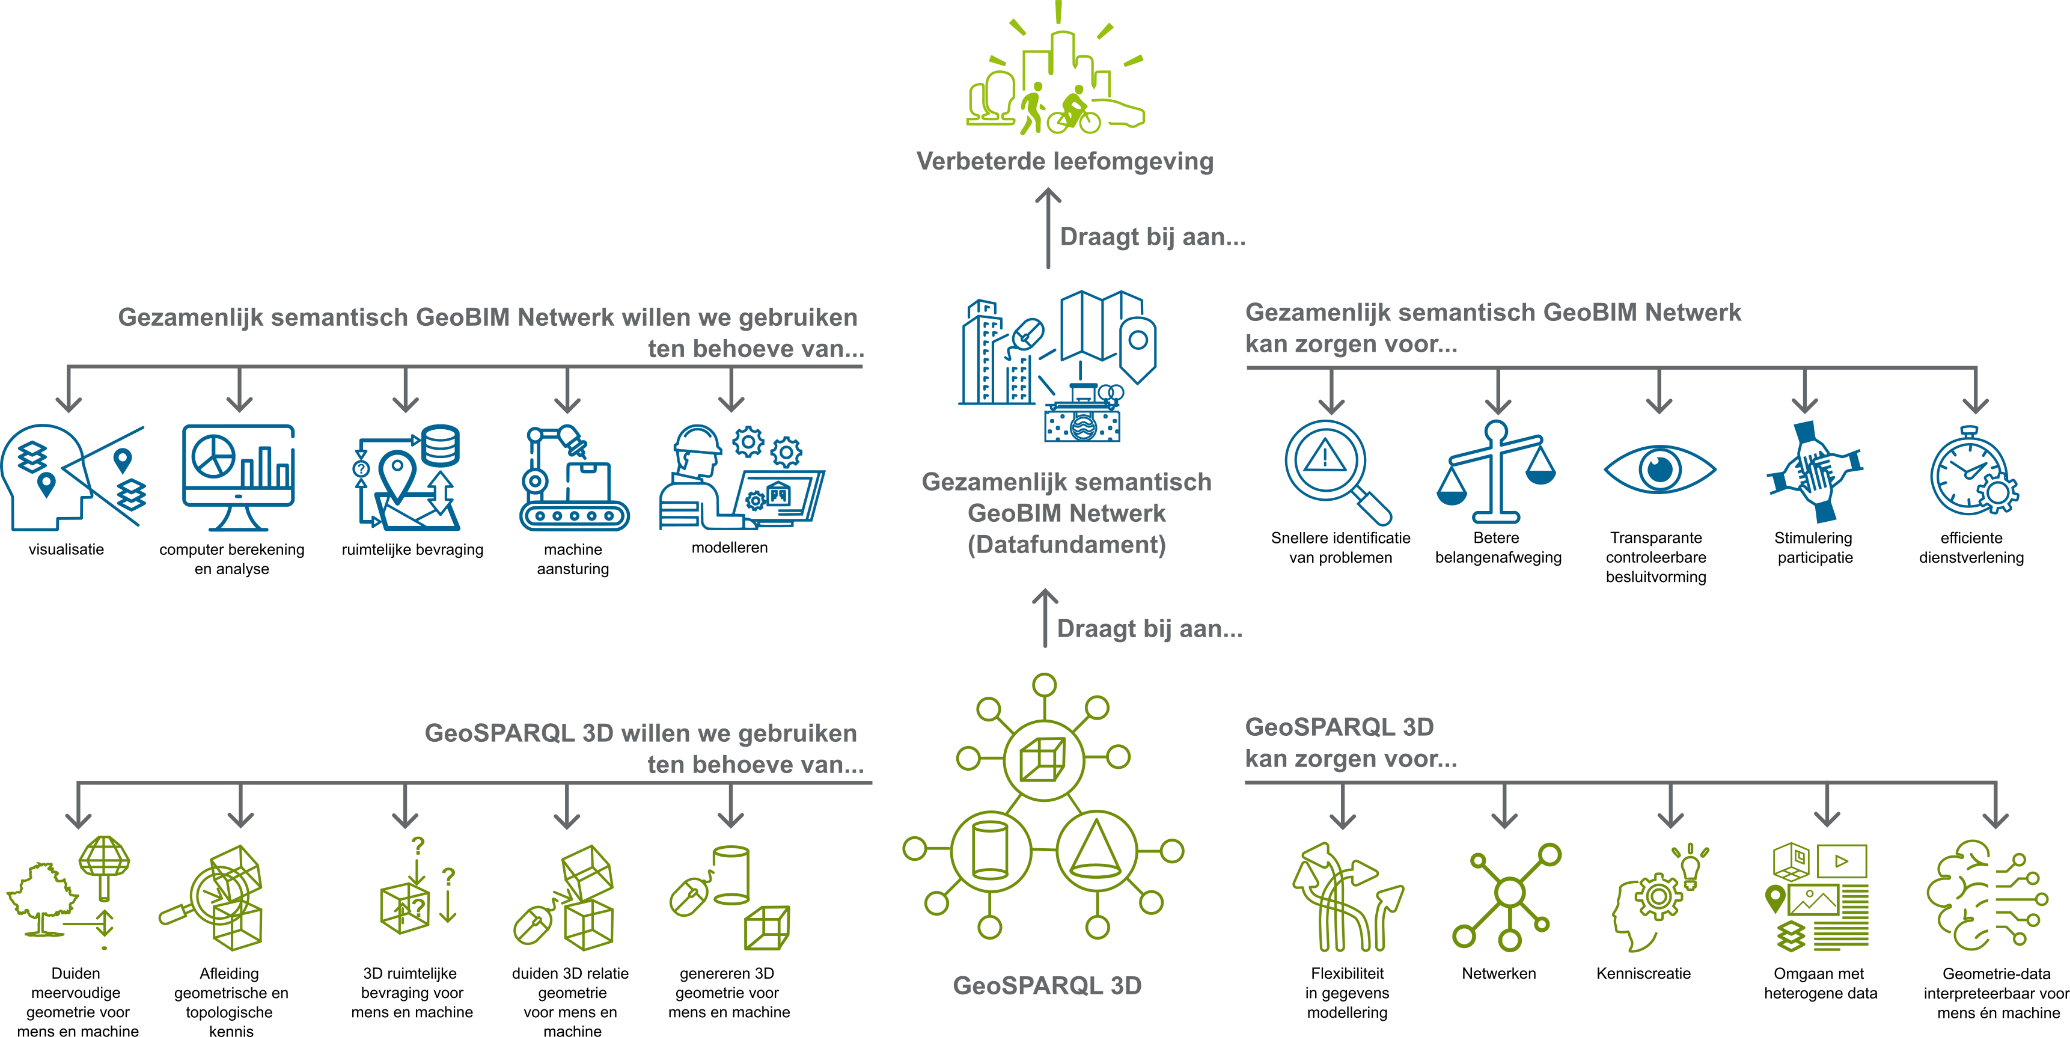 Verbeterde leefomgeving
Draagt bij aan...
Gezamenlijk semantisch GeoBIM Netwerk willen we gebruiken
ten behoeve van...
visualisatie
computer berekening
en analyse
ruimtelijke bevraging
machine
aansturing
modelleren
Gezamenlijk semantisch
GeoBIM Netwerk
(Datafundament)
Gezamenlijk semantisch GeoBIM Netwerk
kan zorgen voor...
Snellere identificatie
van problemen
Betere
belangenafweging
Transparante
controleerbare
besluitvorming
Stimulering
participatie
efficiente
dienstverlening
Draagt bij aan...
GeoSPARQL 3D willen we gebruiken
ten behoeve van...
?
?
?
?
Duiden
meervoudige
geometrie voor
mens en machine
Afleiding
geometrische en
topologische
kennis
3D ruimtelijke
bevraging voor
mens en machine
duiden 3D relatie
geometrie
voor mens en
machine
genereren 3D
geometrie voor
mens en machine
GeoSPARQL 3D
GeoSPARQL 3D
kan zorgen voor...
Flexibiliteit
in gegevens
modellering
Netwerken
Kenniscreatie
Omgaan met
heterogene data
Geometrie-data
interpreteerbaar voor
mens én machine